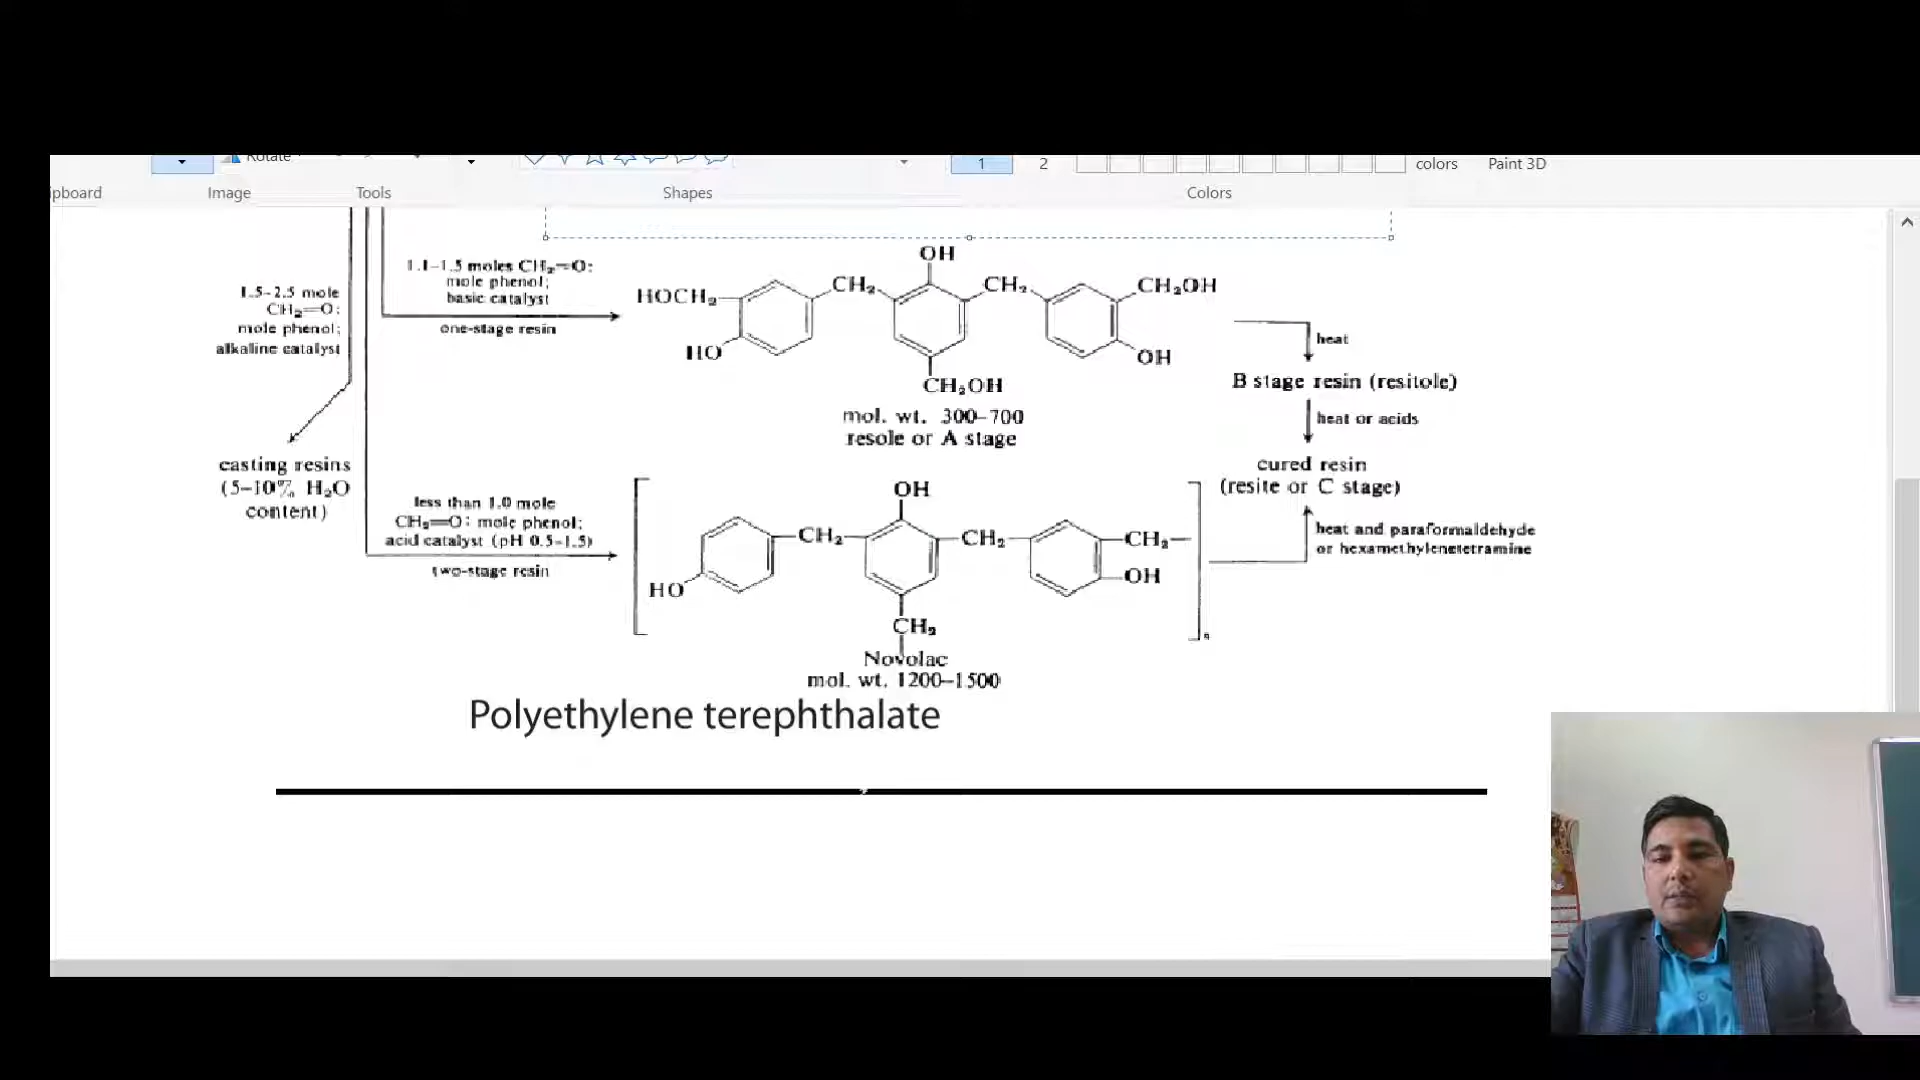 Rotate
1
2
colors
Paint 3D
ipboard
Image
Tools
Shapes
Colors
1.5–2.5 mole
CH₂=O:
mole phenol;
alkaline catalyst
casting resins
(5–10% H₂O
content)
1.1–1.5 moles CH₂=O:
mole phenol;
basic catalyst
one-stage resin
HOCH₂
HO
CH₂
OH
CH₂OH
CH₂
CH₂OH
OH
mol. wt. 300–700
resole or A stage
heat
B stage resin (resitole)
heat or acids
cured resin
(resite or C stage)
heat and paraformaldehyde
or hexamethylenetetramine
less than 1.0 mole
CH₂=O: mole phenol;
acid catalyst (pH 0.5–1.5)
two-stage resin
HO
CH₂
OH
CH₂
CH₂
CH₂
OH
Novolac
mol. wt. 1200–1500
Polyethylene terephthalate